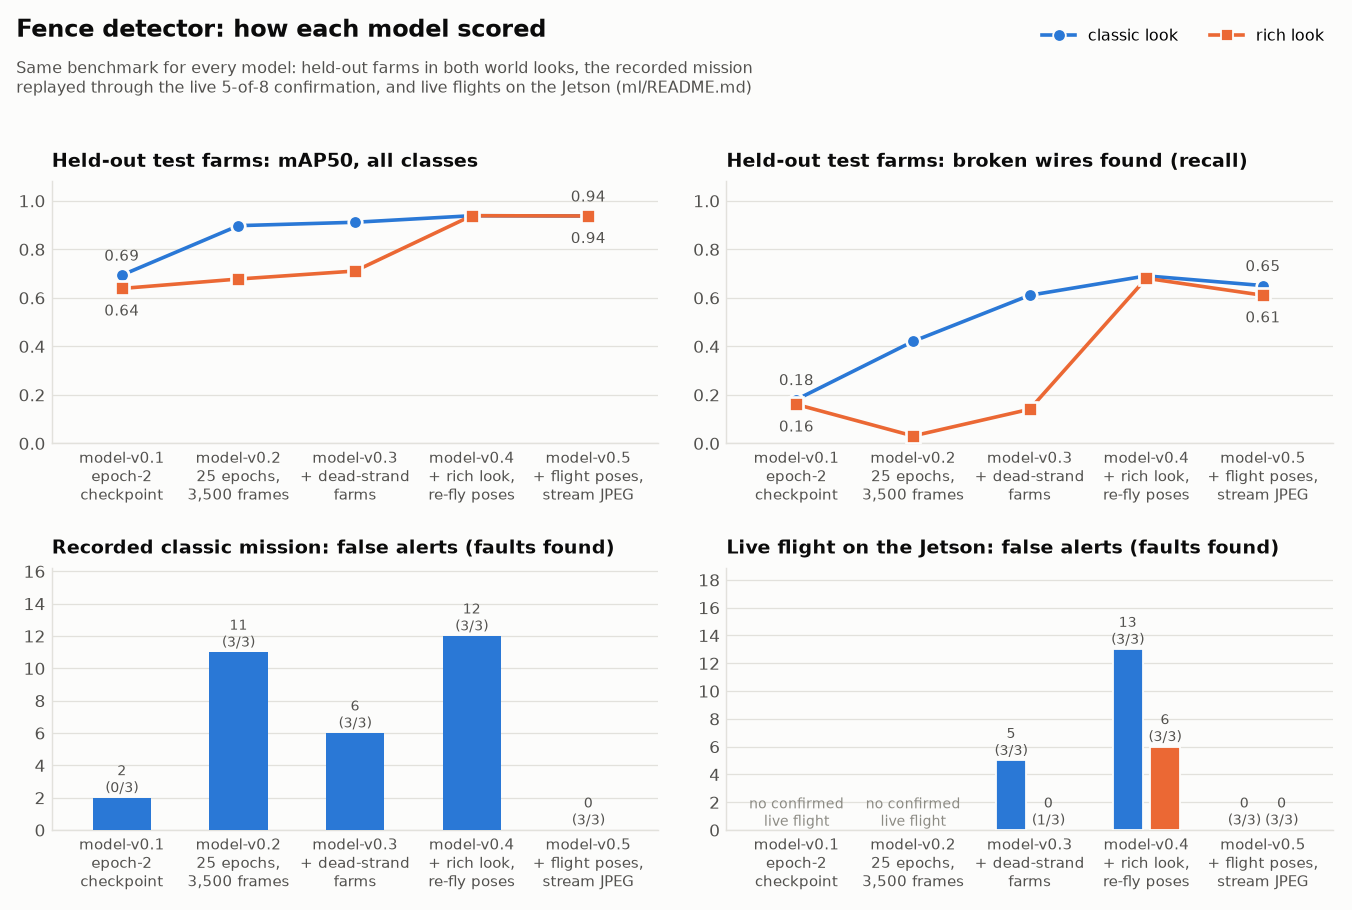 Fence detector: how each model scored
classic look
rich look
Same benchmark for every model: held-out farms in both world looks, the recorded mission
replayed through the live 5-of-8 confirmation, and live flights on the Jetson (ml/README.md)
Held-out test farms: mAP50, all classes
1.0
0.8
0.6
0.4
0.2
0.0
0.69
0.64
0.94
0.94
model-v0.1
epoch-2
checkpoint
model-v0.2
25 epochs,
3,500 frames
model-v0.3
+ dead-strand
farms
model-v0.4
+ rich look,
re-fly poses
model-v0.5
+ flight poses,
stream JPEG
Held-out test farms: broken wires found (recall)
1.0
0.8
0.6
0.4
0.2
0.0
0.18
0.16
0.65
0.61
model-v0.1
epoch-2
checkpoint
model-v0.2
25 epochs,
3,500 frames
model-v0.3
+ dead-strand
farms
model-v0.4
+ rich look,
re-fly poses
model-v0.5
+ flight poses,
stream JPEG
Recorded classic mission: false alerts (faults found)
16
14
12
10
8
6
4
2
0
2
(0/3)
11
(3/3)
6
(3/3)
12
(3/3)
0
(3/3)
model-v0.1
epoch-2
checkpoint
model-v0.2
25 epochs,
3,500 frames
model-v0.3
+ dead-strand
farms
model-v0.4
+ rich look,
re-fly poses
model-v0.5
+ flight poses,
stream JPEG
Live flight on the Jetson: false alerts (faults found)
18
16
14
12
10
8
6
4
2
0
no confirmed
live flight
no confirmed
live flight
5
(3/3)
0
(1/3)
13
(3/3)
6
(3/3)
0
(3/3)
0
(3/3)
model-v0.1
epoch-2
checkpoint
model-v0.2
25 epochs,
3,500 frames
model-v0.3
+ dead-strand
farms
model-v0.4
+ rich look,
re-fly poses
model-v0.5
+ flight poses,
stream JPEG